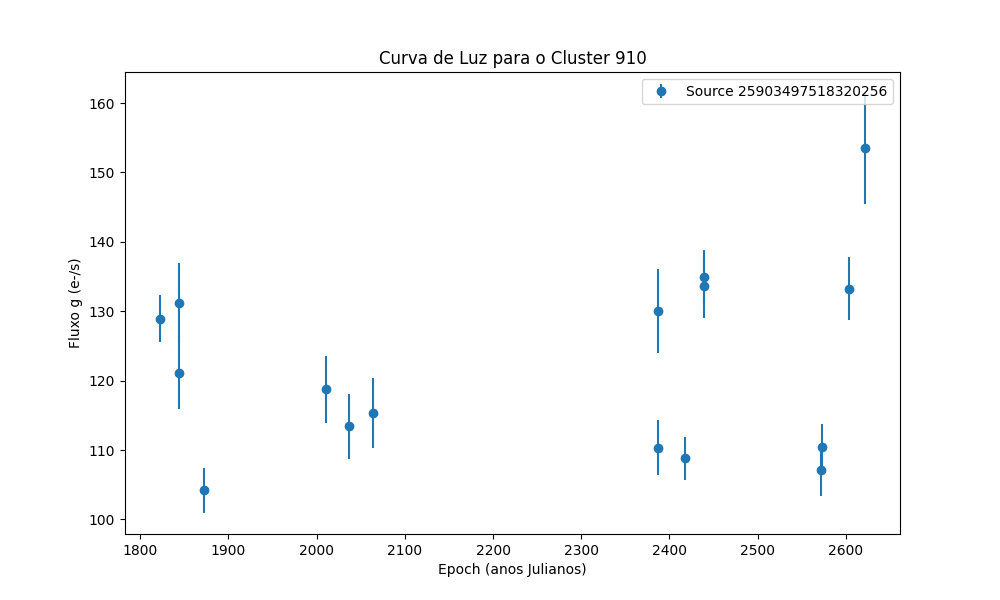 Curva de Luz para o Cluster 910
Source 25903497518320256
Fluxo g (e-/s)
160
150
140
130
120
110
100
1800 1900 2000 2100 2200 2300 2400 2500 2600
Epoch (anos Julianos)